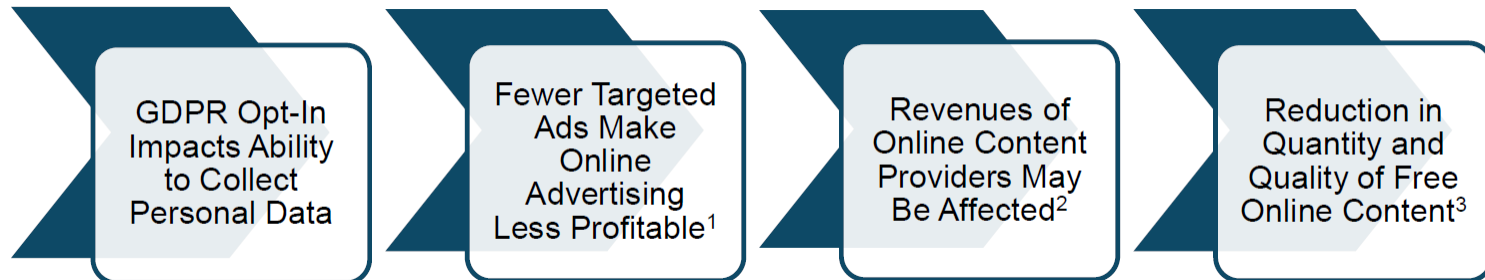 GDPR Opt-In
Impacts Ability
to Collect
Personal Data
Fewer Targeted
Ads Make
Online
Advertising
Less Profitable¹
Revenues of
Online Content
Providers May
Be Affected²
Reduction in
Quantity and
Quality of Free
Online Content³